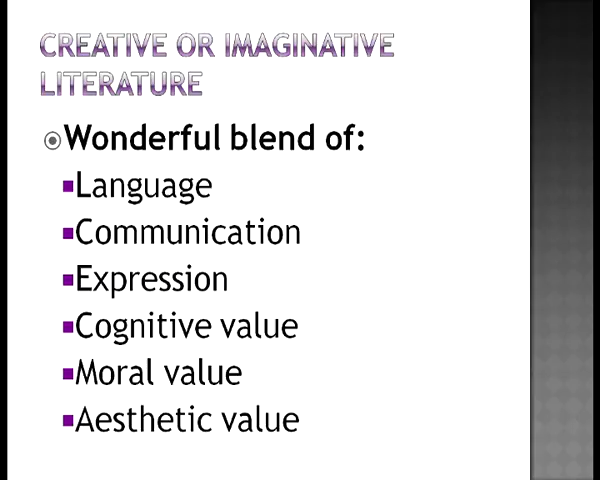 CREATIVE OR IMAGINATIVE
LITERATURE
Wonderful blend of:
Language
Communication
Expression
Cognitive value
Moral value
Aesthetic value